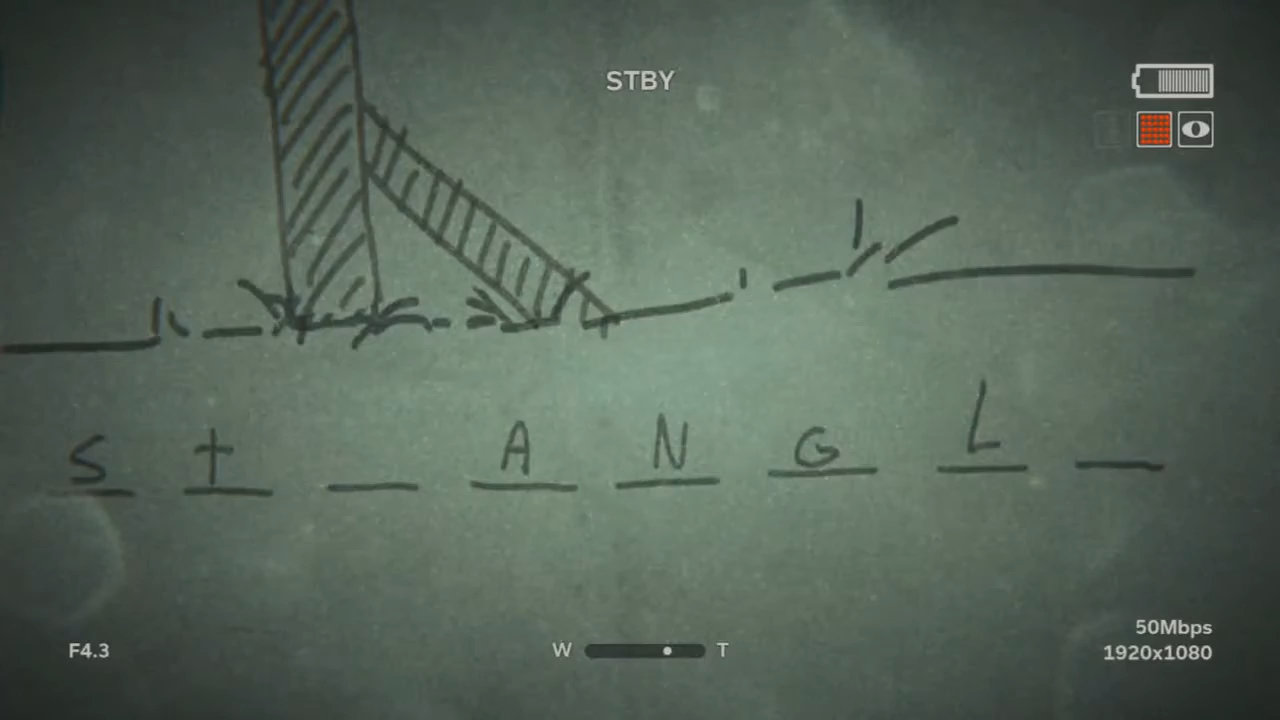 STBY
S t _ A N G L _
F4.3
W T
50Mbps
1920x1080